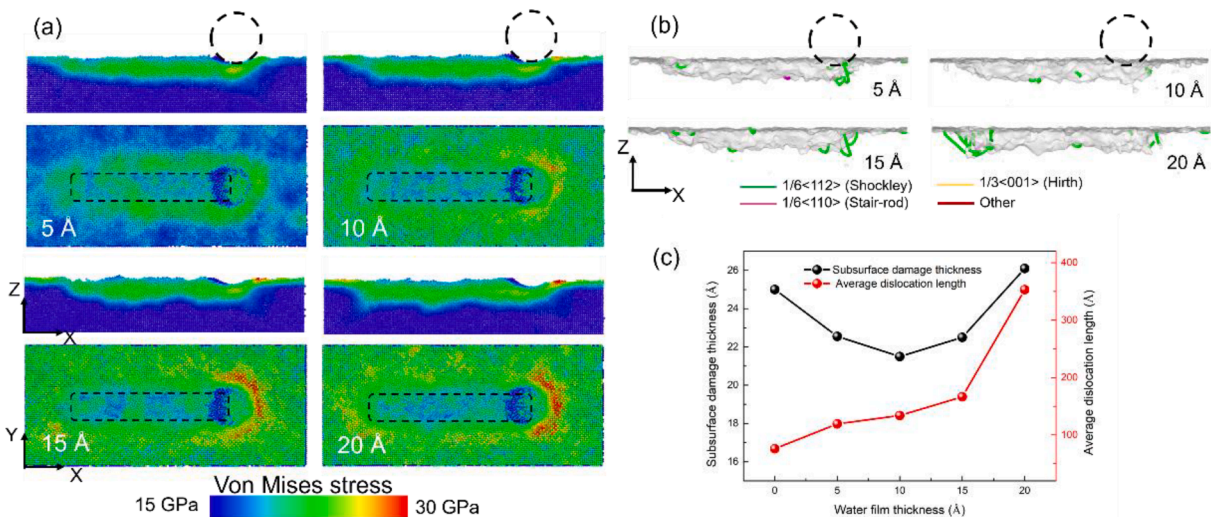 (a)
5 Å
10 Å
Z
X
15 Å
20 Å
Y
X
Von Mises stress
15 GPa
30 GPa
(b)
5 Å
10 Å
15 Å
20 Å
Z
X
1/6<112> (Shockley)
1/3<001> (Hirth)
1/6<110> (Stair-rod)
Other
(c)
Subsurface damage thickness
Average dislocation length
Subsurface damage thickness (Å)
26
24
22
20
18
16
400
300
200
100
Average dislocation length (Å)
0
5
10
15
20
Water film thickness (Å)